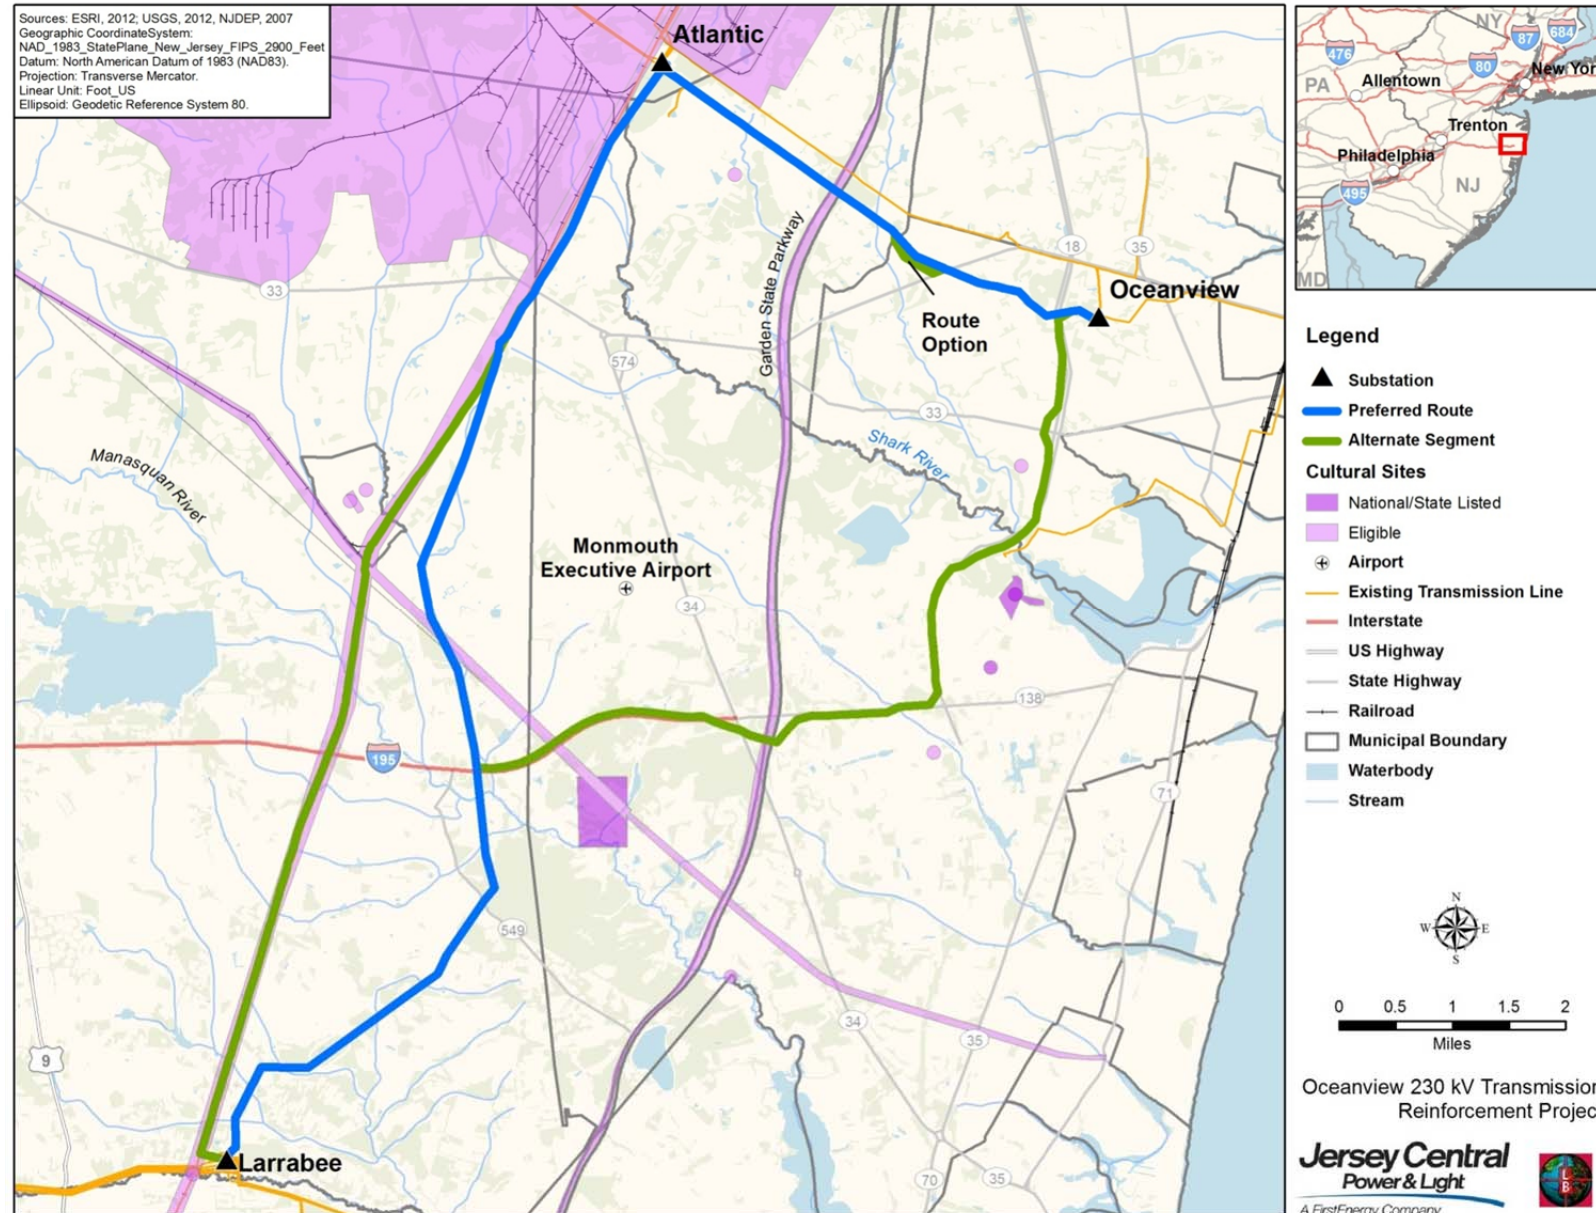 Sources: ESRI, 2012; USGS, 2012, NJDEP, 2007
Geographic CoordinateSystem:
NAD_1983_StatePlane_New_Jersey_FIPS_2900_Feet
Datum: North American Datum of 1983 (NAD83).
Projection: Transverse Mercator.
Linear Unit: Foot_US
Ellipsoid: Geodetic Reference System 80.
Atlantic
Garden State Parkway
18
35
33
Oceanview
Route
Option
574
33
Shark River
Manasquan River
Monmouth
Executive Airport
34
138
195
71
549
34
35
9
Larrabee
70
35
NY
87
684
476
80
New Yor
PA
Allentown
Trenton
Philadelphia
495
NJ
MD
Legend
Substation
Preferred Route
Alternate Segment
Cultural Sites
National/State Listed
Eligible
Airport
Existing Transmission Line
Interstate
US Highway
State Highway
Railroad
Municipal Boundary
Waterbody
Stream
N
W
E
S
0 0.5 1 1.5 2
Miles
Oceanview 230 kV Transmission
Reinforcement Projec
Jersey Central
Power & Light
A FirstEnergy Company
L
B